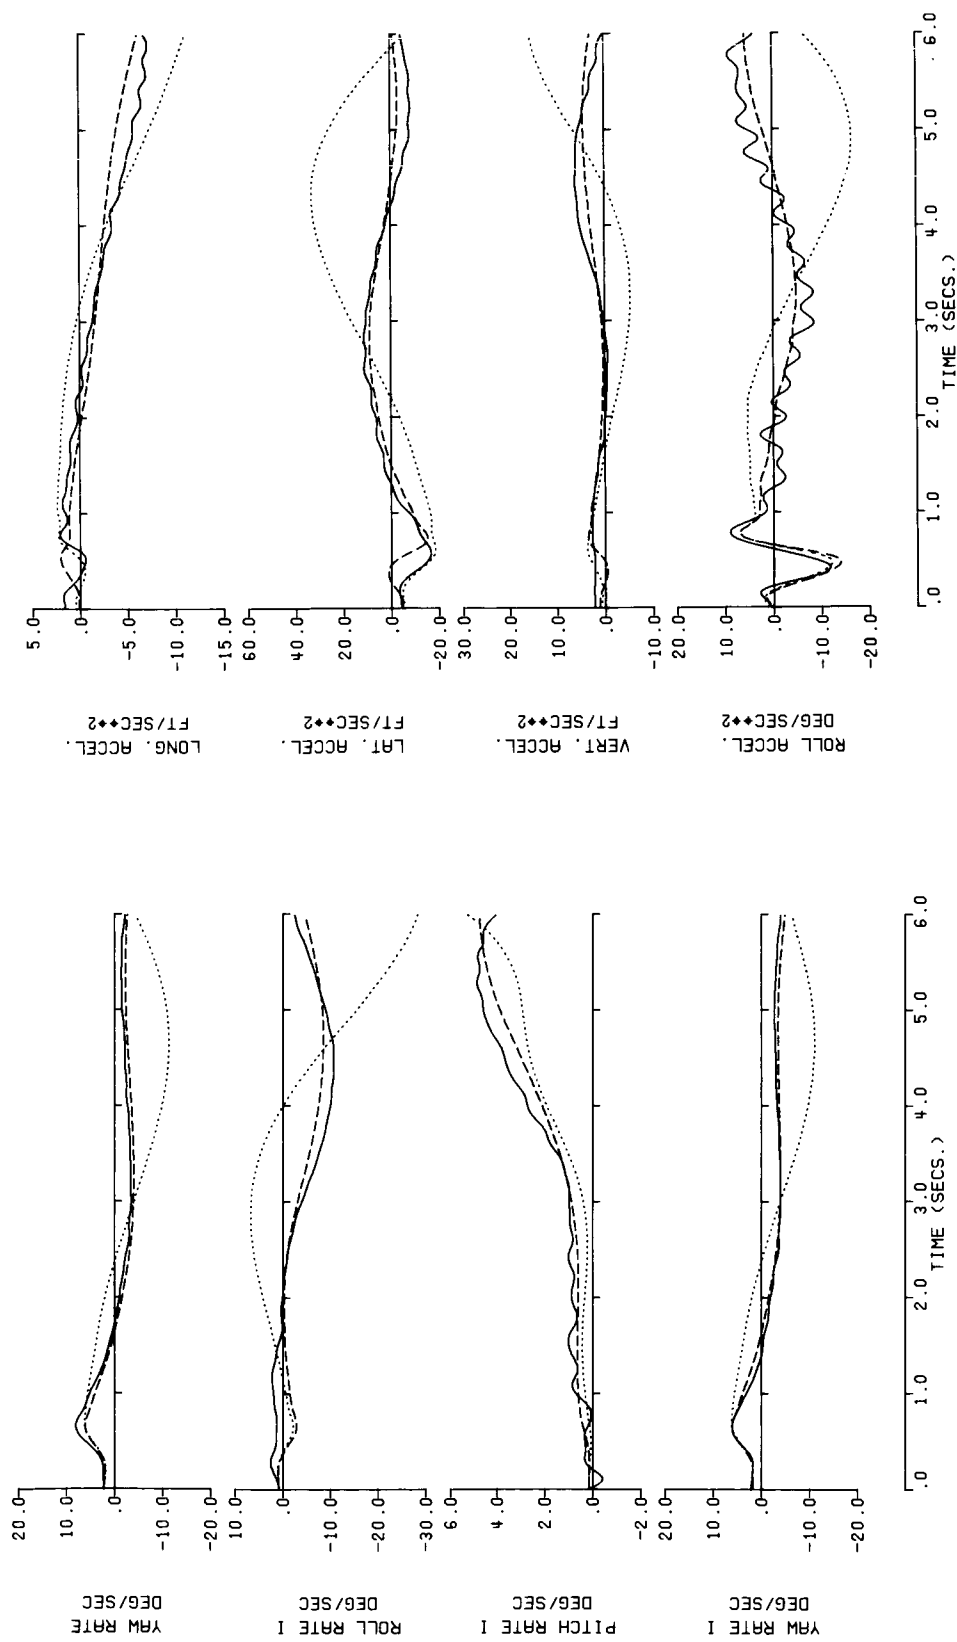 YAW RATE
DEG/SEC
20.0
10.0
.0
-10.0
-20.0
ROLL RATE I
DEG/SEC
10.0
.0
-10.0
-20.0
-30.0
PITCH RATE I
DEG/SEC
6.0
4.0
2.0
.0
-2.0
YAW RATE I
DEG/SEC
20.0
10.0
.0
-10.0
-20.0
.0 1.0 2.0 3.0 4.0 5.0 6.0
TIME (SECS.)
LONG. ACCEL.
FT/SEC**2
5.0
.0
-5.0
-10.0
-15.0
LAT. ACCEL.
FT/SEC**2
60.0
40.0
20.0
.0
-20.0
VERT. ACCEL.
FT/SEC**2
30.0
20.0
10.0
.0
-10.0
ROLL ACCEL.
DEG/SEC**2
20.0
10.0
.0
-10.0
-20.0
.0 1.0 2.0 3.0 4.0 5.0 6.0
TIME (SECS.)